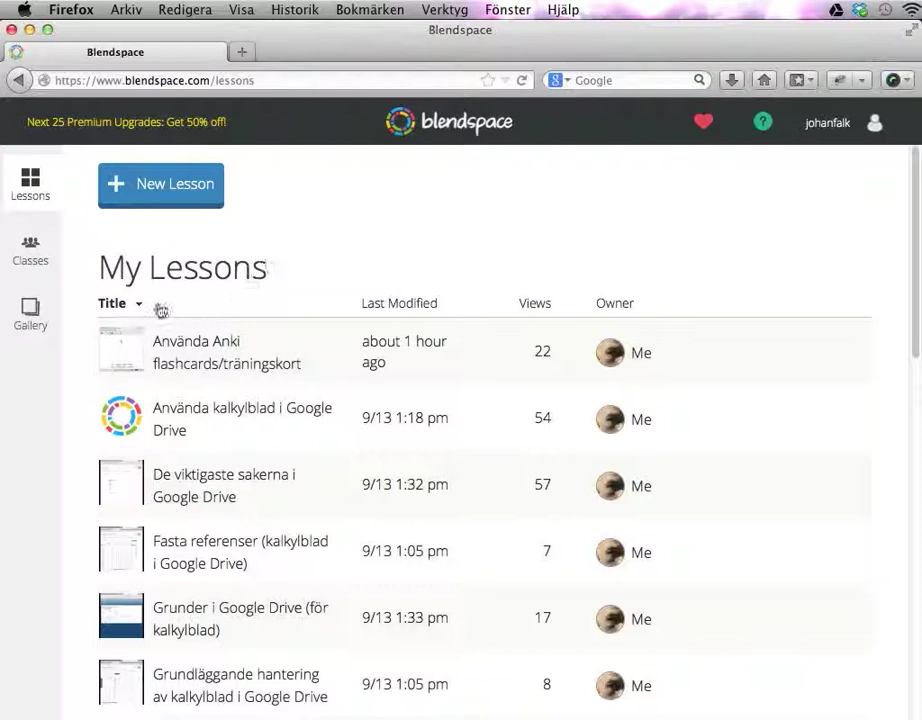 Firefox Arkiv Redigera Visa Historik Bokmärken Verktyg Fönster Hjälp
Blendspace
Blendspace
https://www.blendspace.com/lessons
Google
Next 25 Premium Upgrades: Get 50% off!
blendspace
johanfalk
Lessons
Classes
Gallery
New Lesson
My Lessons
Title Last Modified Views Owner
Använda Anki flashcards/träningskort about 1 hour ago 22 Me
Använda kalkylblad i Google Drive 9/13 1:18 pm 54 Me
De viktigaste sakerna i Google Drive 9/13 1:32 pm 57 Me
Fasta referenser (kalkylblad i Google Drive) 9/13 1:05 pm 7 Me
Grunder i Google Drive (för kalkylblad) 9/13 1:33 pm 17 Me
Grundläggande hantering av kalkylblad i Google Drive 9/13 1:05 pm 8 Me